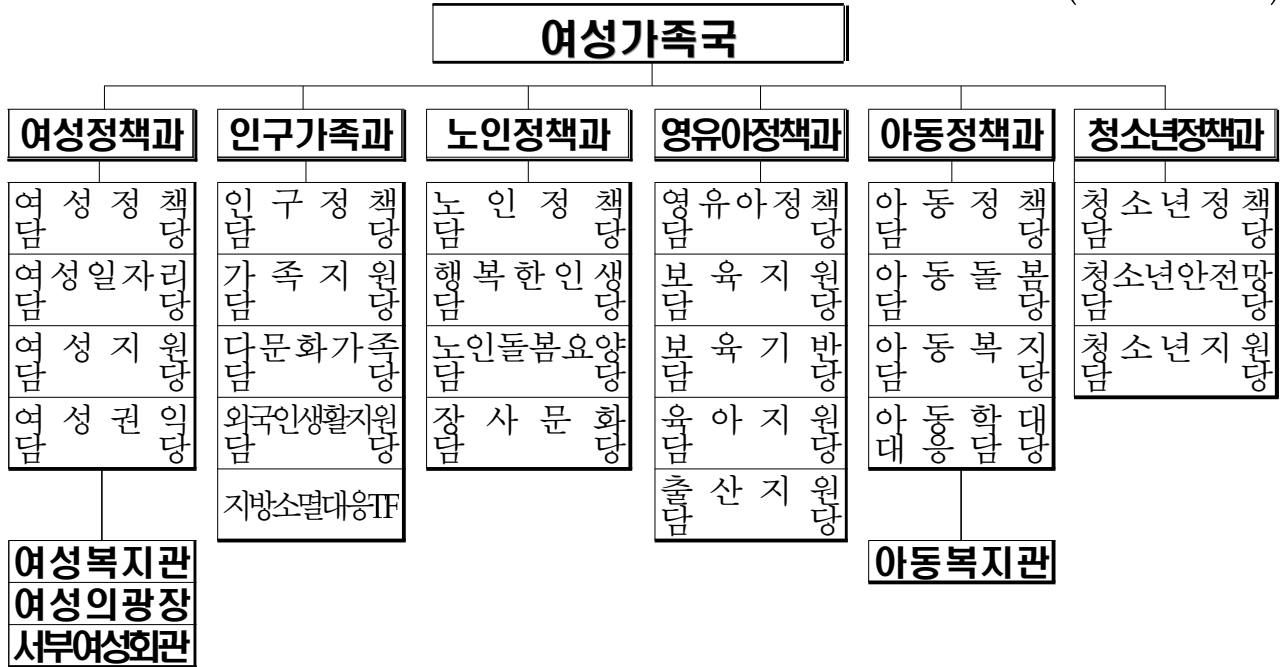 여성가족국
여성정책과
여 성 정 책
담 당
여성일자리
담 당
여 성 지 원
담 당
여 성 권 익
담 당
여성복지관
여성의광장
서부여성회관
인구가족과
인 구 정 책
담 당
가 족 지 원
담 당
다문화가족
담 당
외국인생활지원
담 당
지방소멸대응TF
노인정책과
노 인 정 책
담 당
행복한인생
담 당
노인돌봄요양
담 당
장 사 문 화
담 당
영유아정책과
영유아정책
담 당
보 육 지 원
담 당
보 육 기 반
담 당
육 아 지 원
담 당
출 산 지 원
담 당
아동정책과
아 동 정 책
담 당
아 동 돌 봄
담 당
아 동 복 지
담 당
아 동 학 대
대 응 담 당
아동복지관
청소년정책과
청소년정책
담 당
청소년안전망
담 당
청소년지원
담 당